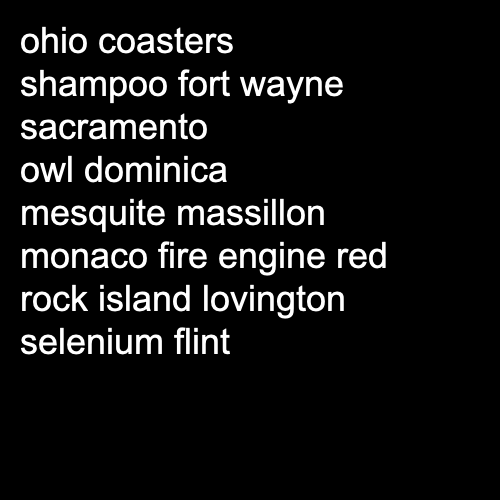 ohio coasters
shampoo fort wayne
sacramento
owl dominica
mesquite massillon
monaco fire engine red
rock island lovington
selenium flint